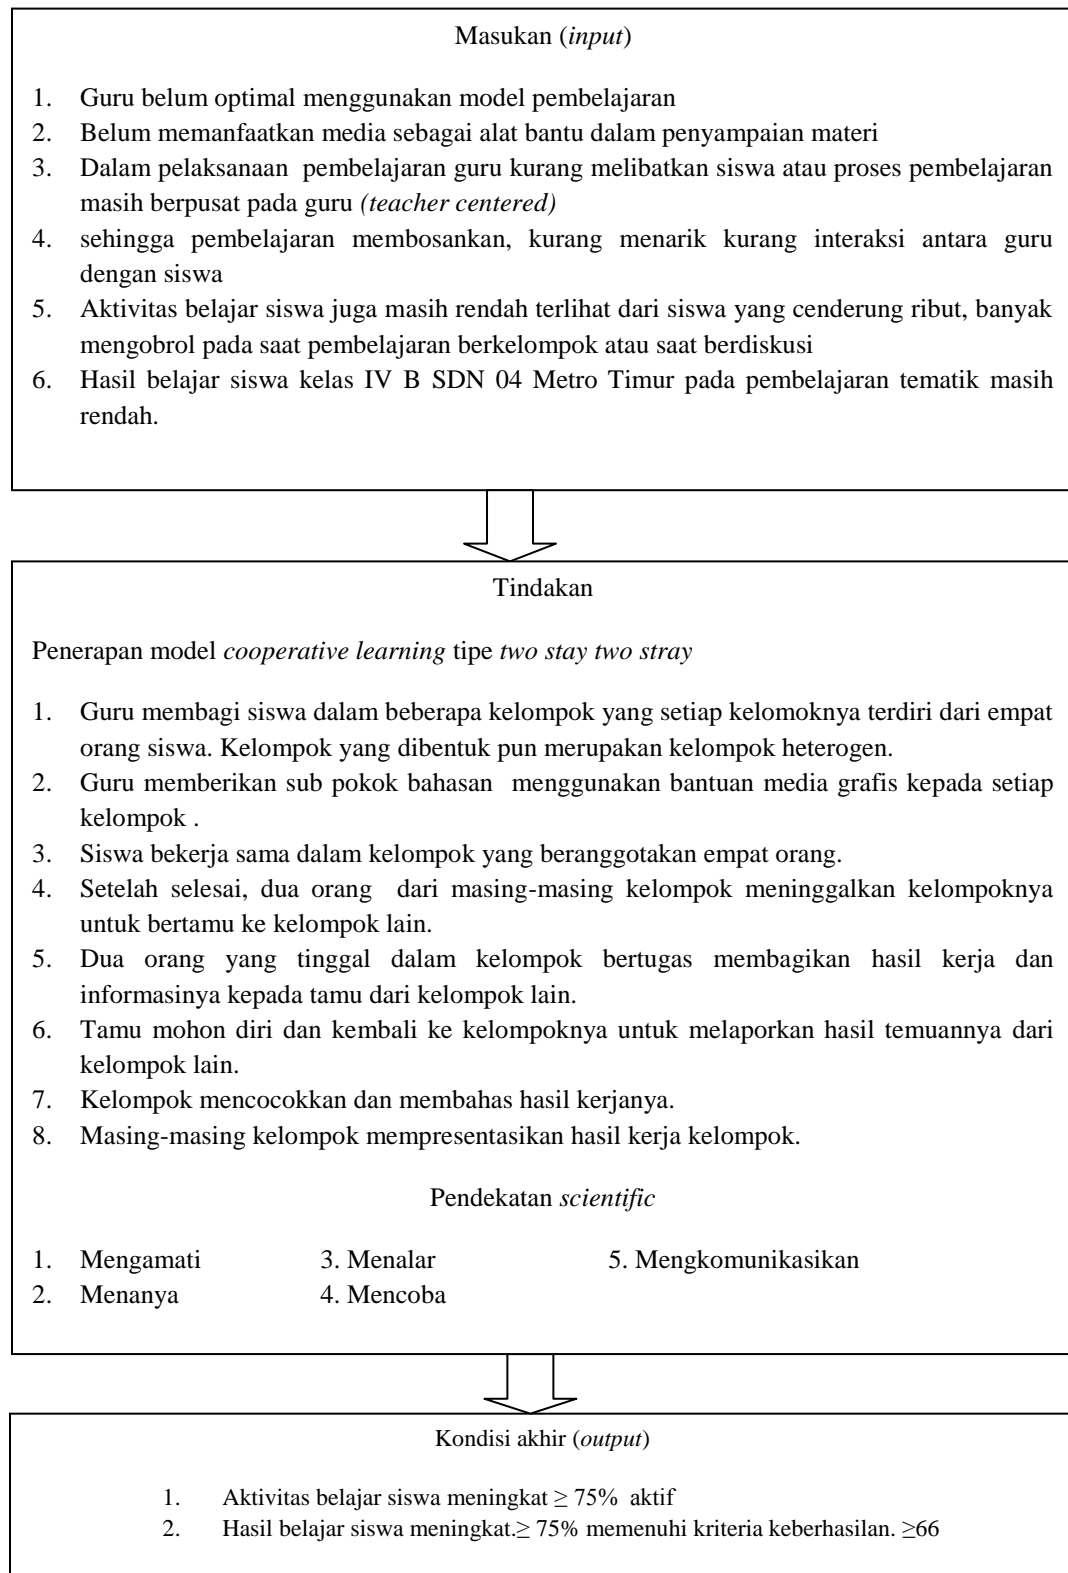 Masukan (input)
1. Guru belum optimal menggunakan model pembelajaran
2. Belum memanfaatkan media sebagai alat bantu dalam penyampaian materi
3. Dalam pelaksanaan pembelajaran guru kurang melibatkan siswa atau proses pembelajaran
masih berpusat pada guru (teacher centered)
4. sehingga pembelajaran membosankan, kurang menarik kurang interaksi antara guru
dengan siswa
5. Aktivitas belajar siswa juga masih rendah terlihat dari siswa yang cenderung ribut, banyak
mengobrol pada saat pembelajaran berkelompok atau saat berdiskusi
6. Hasil belajar siswa kelas IV B SDN 04 Metro Timur pada pembelajaran tematik masih
rendah.
Tindakan
Penerapan model cooperative learning tipe two stay two stray
1. Guru membagi siswa dalam beberapa kelompok yang setiap kelomoknya terdiri dari empat
orang siswa. Kelompok yang dibentuk pun merupakan kelompok heterogen.
2. Guru memberikan sub pokok bahasan menggunakan bantuan media grafis kepada setiap
kelompok .
3. Siswa bekerja sama dalam kelompok yang beranggotakan empat orang.
4. Setelah selesai, dua orang dari masing-masing kelompok meninggalkan kelompoknya
untuk bertamu ke kelompok lain.
5. Dua orang yang tinggal dalam kelompok bertugas membagikan hasil kerja dan
informasinya kepada tamu dari kelompok lain.
6. Tamu mohon diri dan kembali ke kelompoknya untuk melaporkan hasil temuannya dari
kelompok lain.
7. Kelompok mencocokkan dan membahas hasil kerjanya.
8. Masing-masing kelompok mempresentasikan hasil kerja kelompok.
Pendekatan scientific
1. Mengamati 3. Menalar 5. Mengkomunikasikan
2. Menanya 4. Mencoba
Kondisi akhir (output)
1. Aktivitas belajar siswa meningkat ≥ 75% aktif
2. Hasil belajar siswa meningkat.≥ 75% memenuhi kriteria keberhasilan. ≥66